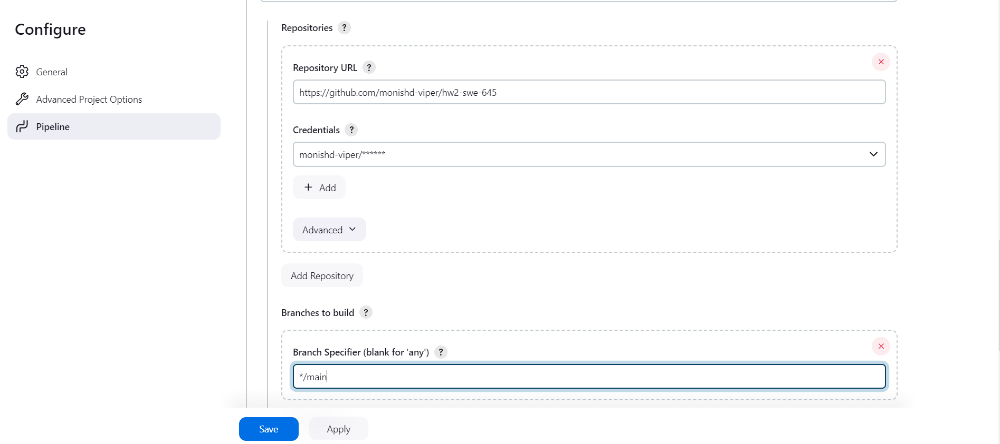 Configure
General
Advanced Project Options
Pipeline
Repositories ?
Repository URL ?
https://github.com/monishd-viper/hw2-swe-645
Credentials ?
monishd-viper/******
+ Add
Advanced
Add Repository
Branches to build ?
Branch Specifier (blank for 'any') ?
*/main
Save
Apply